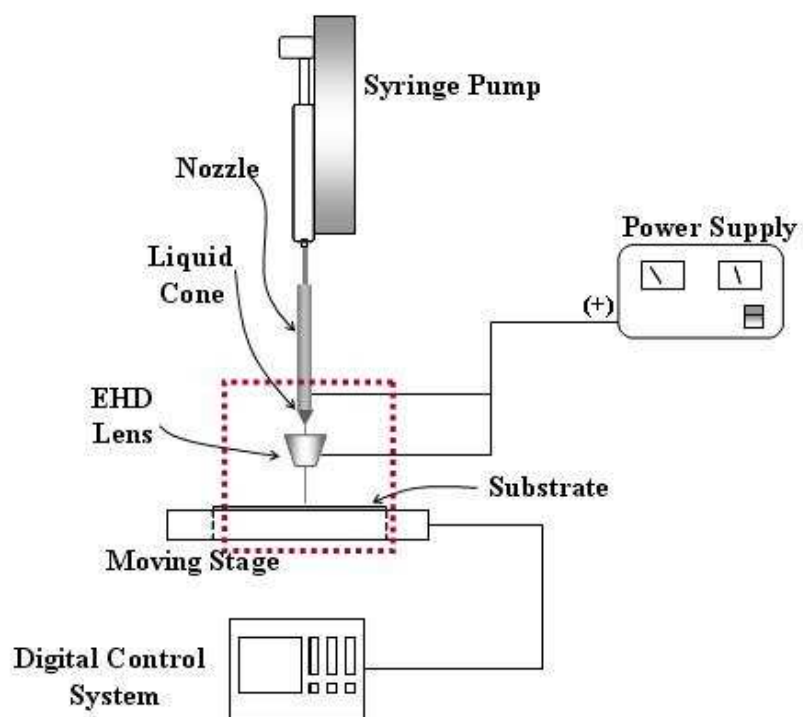 Syringe Pump
Nozzle
Power Supply
Liquid
Cone
(+)
EHD
Lens
Substrate
Moving Stage
Digital Control
System